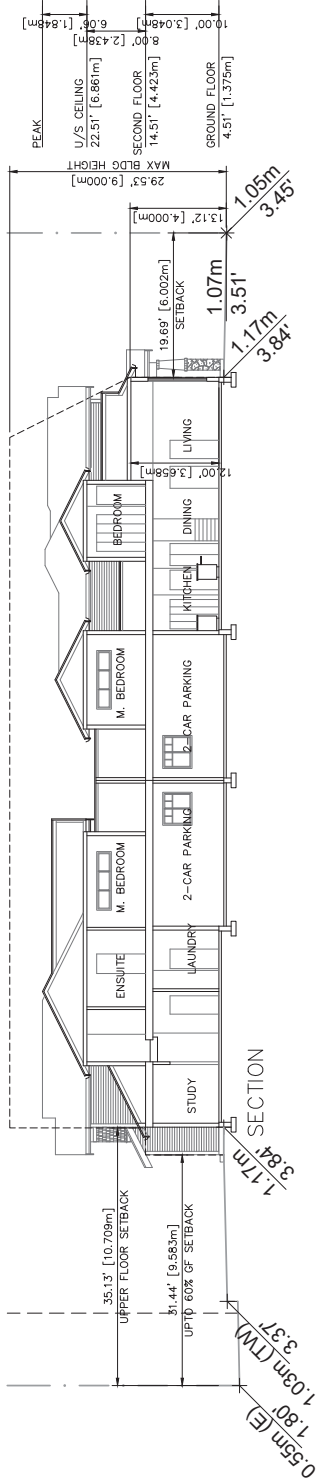 PEAK
6.06' [1.848m]
U/S CEILING
22.51' [6.861m]
8.00' [2.438m]
SECOND FLOOR
14.51' [4.423m]
10.00' [3.048m]
GROUND FLOOR
4.51' [1.375m]
29.53' [9.000m]
MAX BLDG HEIGHT
13.12' [4.000m]
1.05m
3.45'
19.69' [6.002m]
SETBACK
1.07m
3.51'
1.17m
3.84'
12.00' [3.658m]
BEDROOM
LIVING
DINING
KITCHEN
M. BEDROOM
2-CAR PARKING
M. BEDROOM
2-CAR PARKING
ENSUITE
LAUNDRY
STUDY
SECTION
1.17m
3.84'
35.13' [10.709m]
UPPER FLOOR SETBACK
31.44' [9.583m]
UPTO 60% GF SETBACK
1.03m (TW)
3.37'
0.55m (E)
1.80'